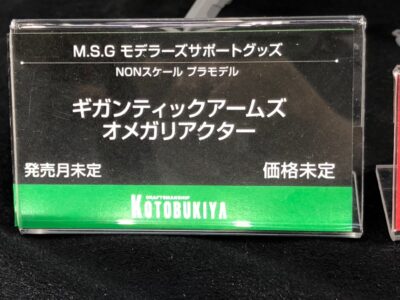 M.S.G モデラーズサポートグッズ
NONスケール プラモデル
ギガンティックアームズ
オメガリアクター
発売月未定 価格未定
CRAFTSMANSHIP
KOTOBUKIYA